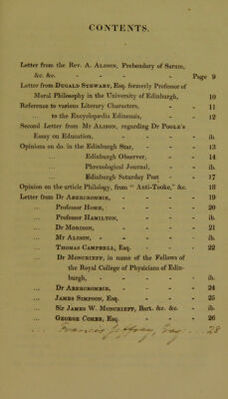 CONTENTS.
Letter from the Rev. A. ALISON, Prebendary of Sarum,
&c. &c. - - - - - Page 9
Letter from DUGALD STEWART, Esq. formerly Professor of
Moral Philosophy in the University of Edinburgh, - 10
Reference to various Literary Characters, - - 11
... to the Encyclopædia Edinensis, - - 12
Second Letter from Mr ALISON, regarding Dr POOLE'S
Essay on Education, - - - - ib.
Opinions on do. in the Edinburgh Star, - - - 13
... Edinburgh Observer, - - 14
... Phrenological Journal, - - ib.
... Edinburgh Saturday Post - - 17
Opinion on the article Philology, from " Anti-Tooke," &c. 18
Letter from Dr ABERCROMBIE, - - - - 19
... Professor HOME, - - - - 20
... Professor HAMILTON, - - - ib.
... Dr MORISON, - - - - 21
... Mr ALISON, - - - - - ib.
... THOMAS CAMPBELL, Esq. - - - 22
... Dr MONCRIEFF, in name of the Fellows of
the Royal College of Physicians of Edin-
burgh, - - - - - ib.
... Dr ABERCROMBIE, - - - - 24
... JAMES SIMPSON, Esq. - - - 25
... Sir JAMES W. MONCRIEFF, Bart. &c. &c. - ib.
... GEORGE COMBE, Esq. - - - 26
... Francis Jeffray, Esq - 28